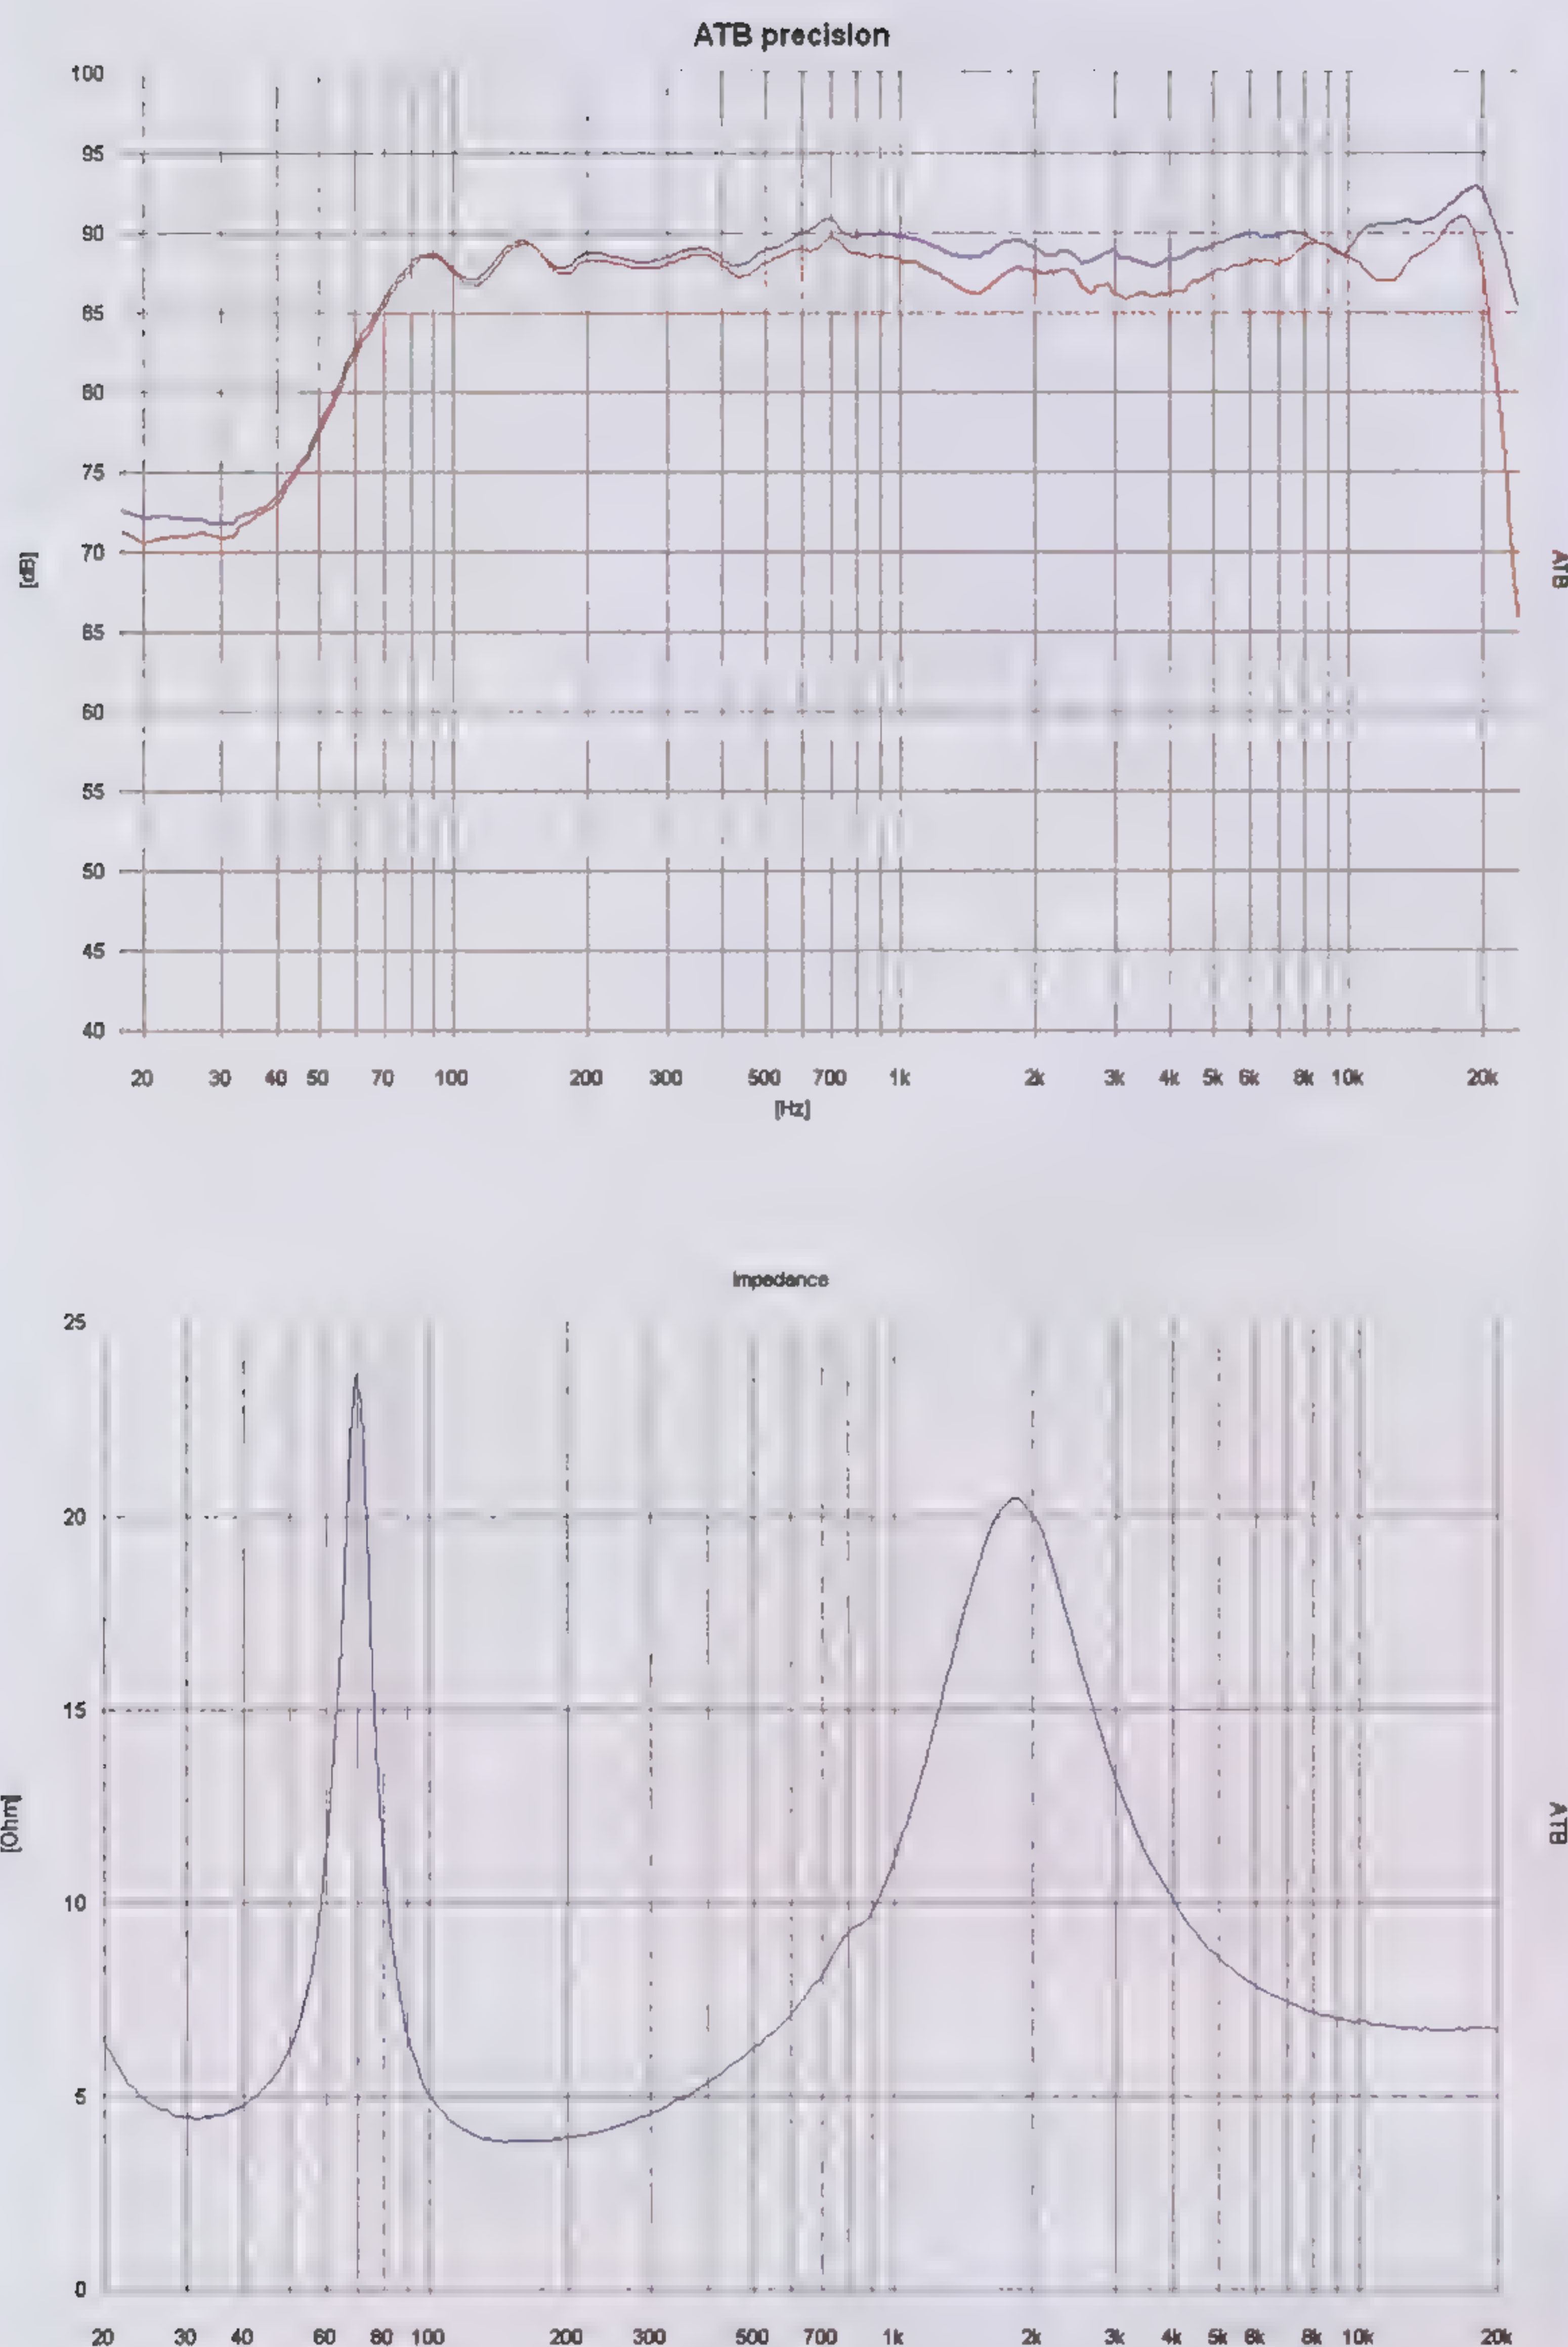 ATB precision
100
95
90
85
80
75
70
65
60
55
50
45
40
[dB]
ATB
20 30 40 50 70 100 200 300 500 700 1k 2k 3k 4k 5k 6k 8k 10k 20k
[Hz]
Impedance
25
20
15
10
5
0
[Ohm]
ATB
20 30 40 60 80 100 200 300 500 700 1k 2k 3k 4k 5k 6k 8k 10k 20k